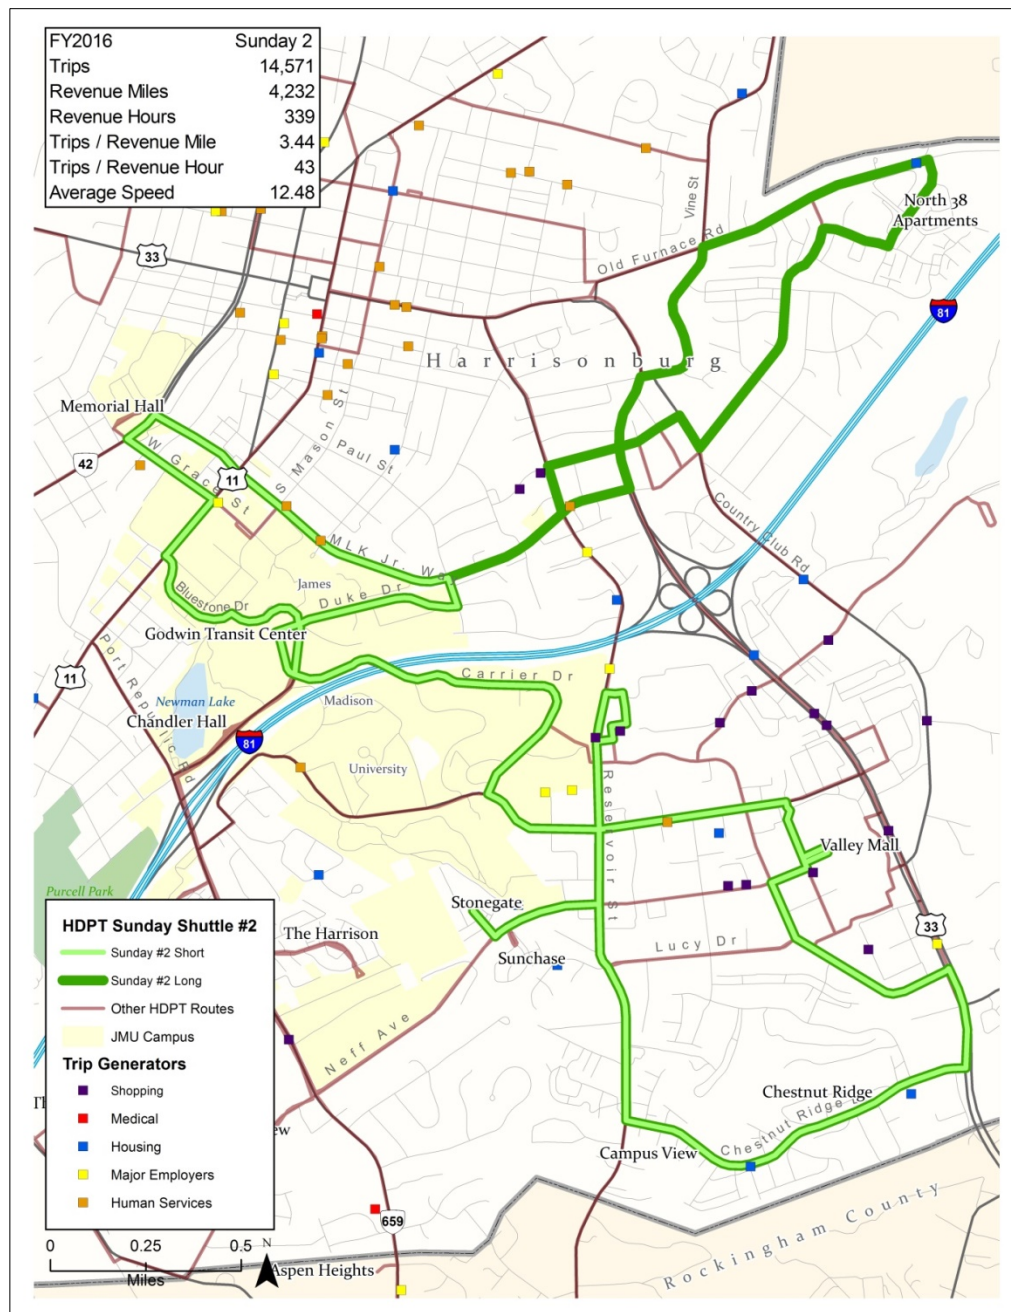 FY2016 Sunday 2
Trips 14,571
Revenue Miles 4,232
Revenue Hours 339
Trips / Revenue Mile 3.44
Trips / Revenue Hour 43
Average Speed 12.48
North 38
Apartments
Vine St
Old Furnace Rd
33
81
Harrisonburg
Memorial Hall
S Mason St
Paul St
42
W Grace St
11
MLK Jr. Wa
Country Club Rd
James
Duke Dr
Bluestone Dr
Godwin Transit Center
Port Republic Rd
11
Carrier Dr
Newman Lake
Madison
Chandler Hall
81
University
Reservoir St
Valley Mall
Purcell Park
Stonegate
HDPT Sunday Shuttle #2
Sunday #2 Short
Sunday #2 Long
Other HDPT Routes
JMU Campus
Trip Generators
Shopping
Medical
Housing
Major Employers
Human Services
The Harrison
Lucy Dr
33
Sunchase
Neff Ave
Th
ew
Chestnut Ridge
Chestnut Ridge
Campus View
659
Rockingham County
0 0.25 0.5
Miles
N
Aspen Heights